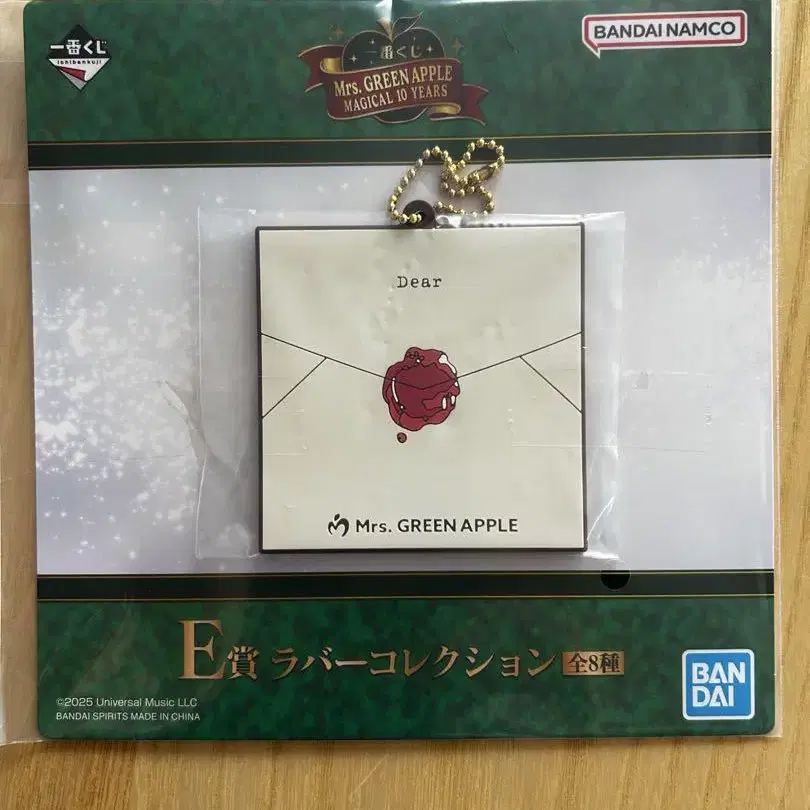 一番くじ
ichibankuji
一番くじ
Mrs. GREEN APPLE
MAGICAL 10 YEARS
BANDAI NAMCO
Dear
Mrs. GREEN APPLE
E賞 ラバーコレクション 全8種
©2025 Universal Music LLC
BANDAI SPIRITS MADE IN CHINA
BAN
DAI